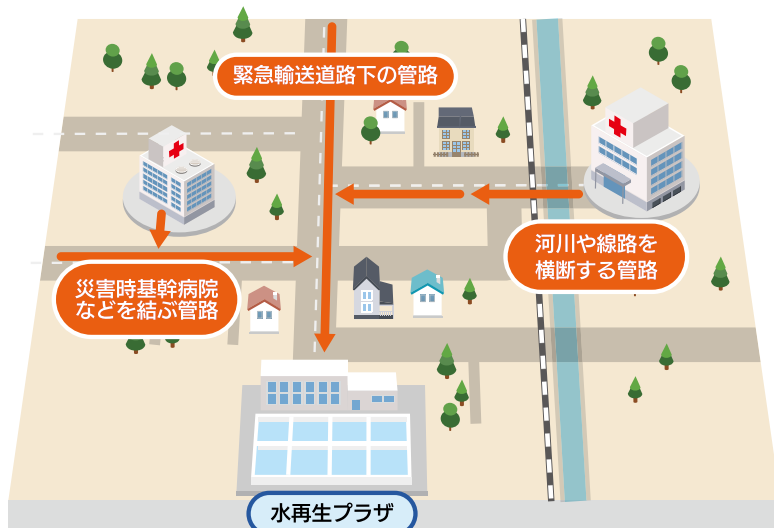 緊急輸送道路下の管路
河川や線路を
横断する管路
災害時基幹病院
などを結ぶ管路
水再生プラザ